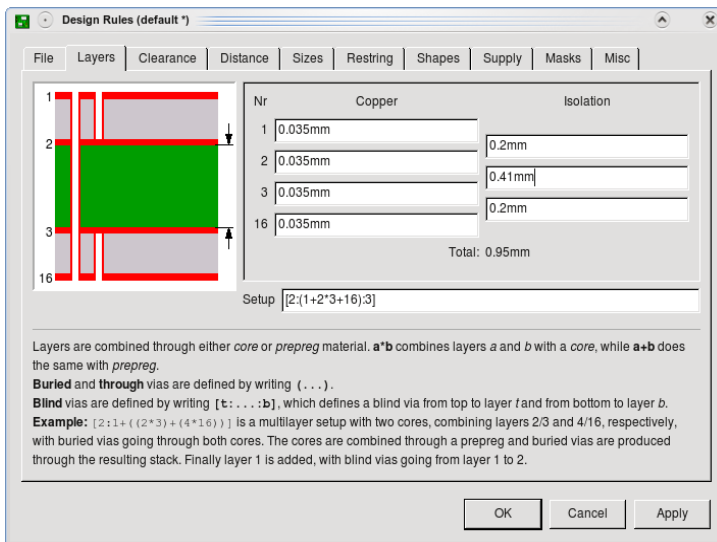 Design Rules (default *)
File Layers Clearance Distance Sizes Restring Shapes Supply Masks Misc
1
2
3
16
Nr Copper Isolation
1 0.035mm
0.2mm
2 0.035mm
0.41mm
3 0.035mm
0.2mm
16 0.035mm
Total: 0.95mm
Setup [2:(1+2*3+16):3]
Layers are combined through either core or prepreg material. a*b combines layers a and b with a core, while a+b does
the same with prepreg.
Buried and through vias are defined by writing (...).
Blind vias are defined by writing [t:...:b], which defines a blind via from top to layer t and from bottom to layer b.
Example: [2:1+((2*3)+(4*16))] is a multilayer setup with two cores, combining layers 2/3 and 4/16, respectively,
with buried vias going through both cores. The cores are combined through a prepreg and buried vias are produced
through the resulting stack. Finally layer 1 is added, with blind vias going from layer 1 to 2.
OK Cancel Apply